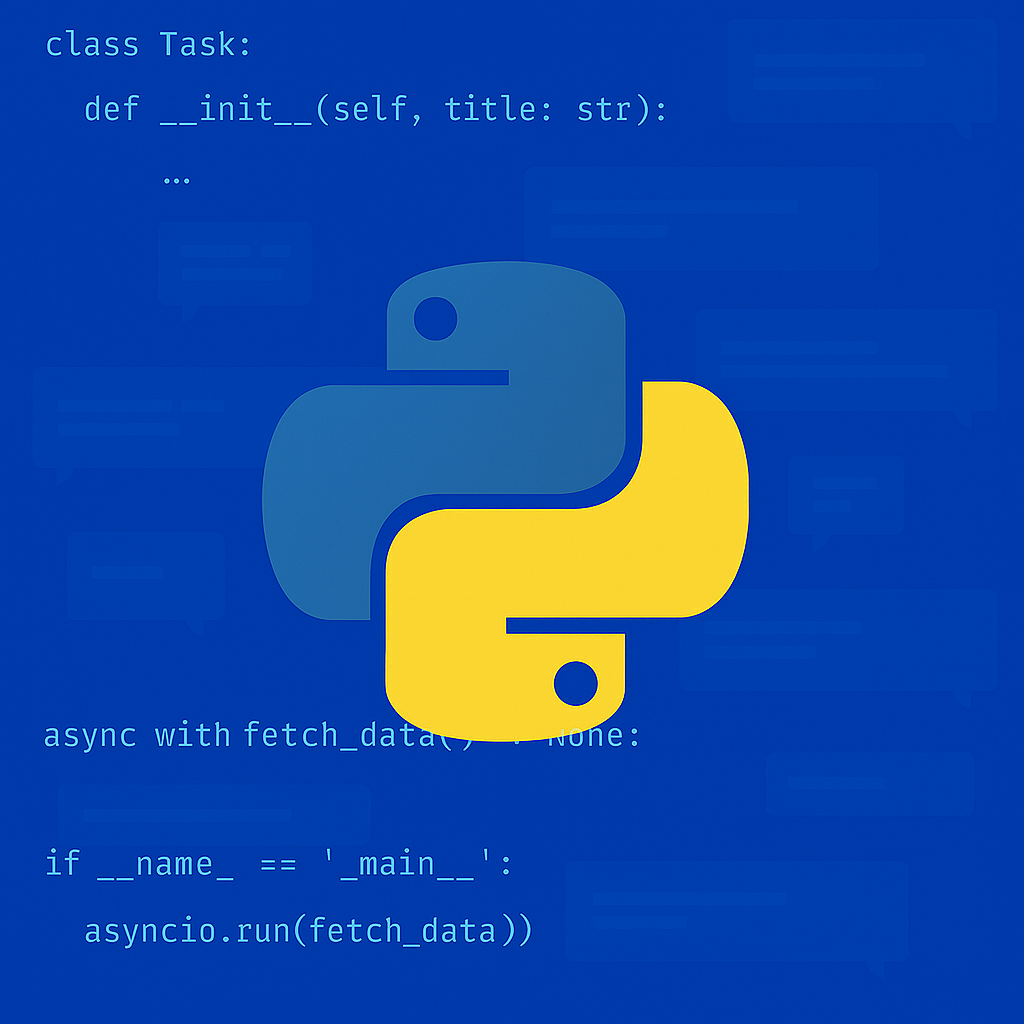 class Task:
def __init__(self, title: str):
...
async with fetch_data() : None:
if __name_ == '_main__':
asyncio.run(fetch_data))